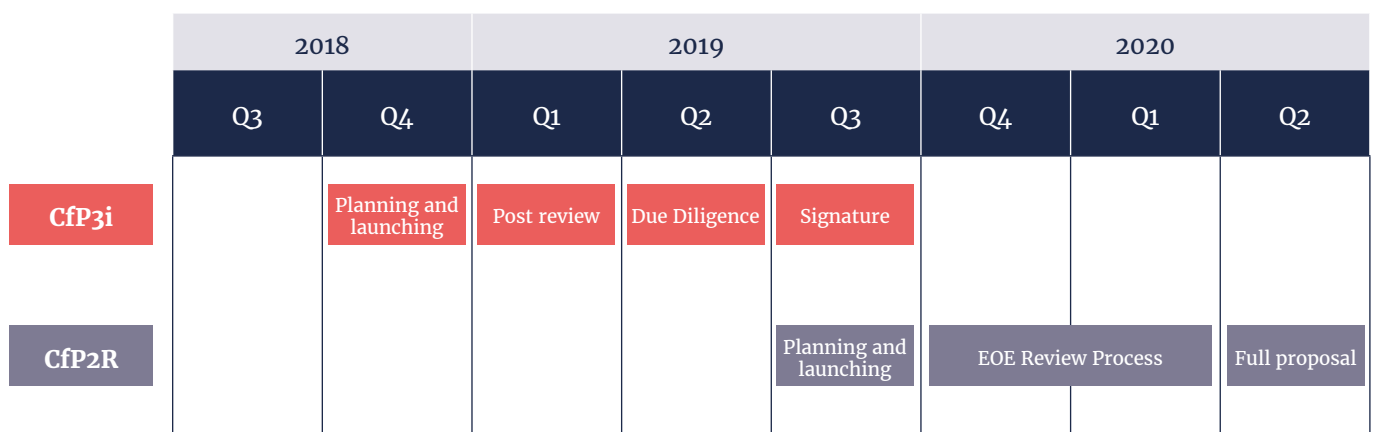 2018 2019 2020
Q3 Q4 Q1 Q2 Q3 Q4 Q1 Q2
CfP3i
Planning and
launching
Post review
Due Diligence
Signature
CfP2R
Planning and
launching
EOE Review Process
Full proposal